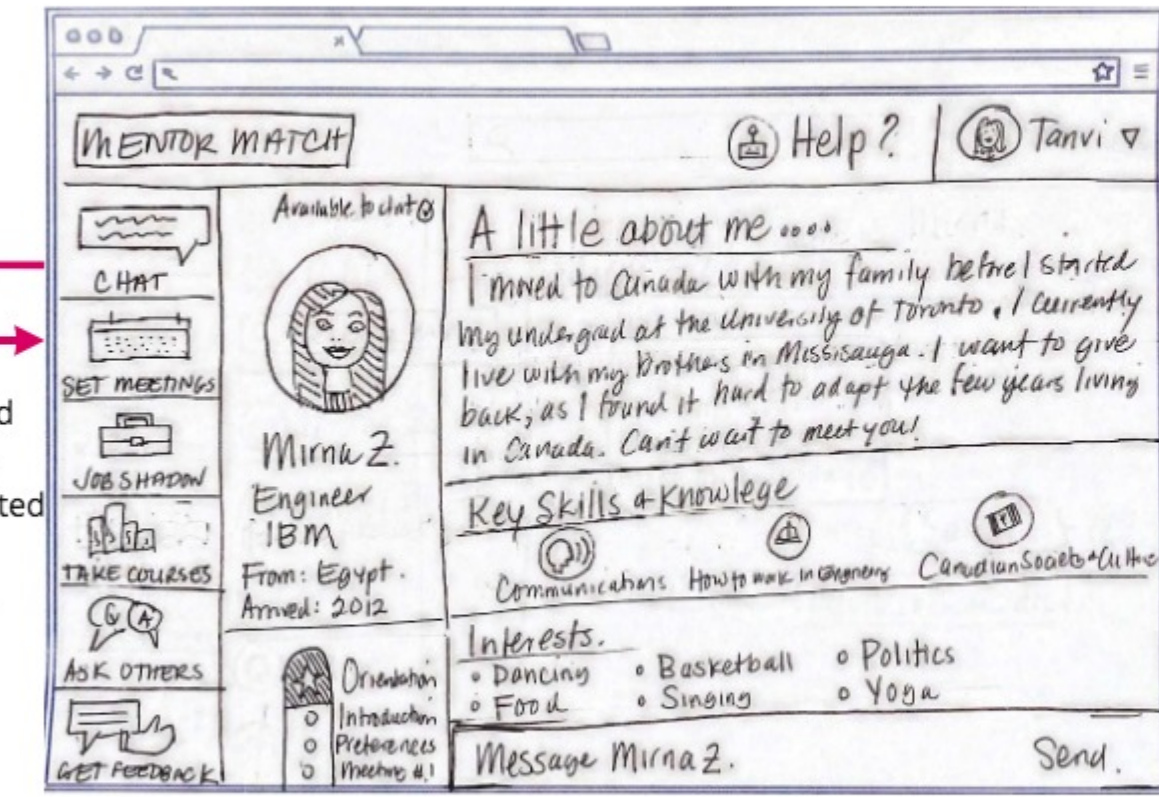 MENTOR MATCH
Help?
Tanvi
CHAT
SET MEETINGS
JOB SHADOW
TAKE COURSES
ASK OTHERS
GET FEEDBACK
d
ted
Available to chat
Mirna Z.
Engineer
IBM
From: Egypt.
Arrived: 2012
Orientation
Introduction
Preferences
Meeting #1
A little about me....
I moved to Canada with my family before I started
my undergrad at the University of Toronto. I currently
live with my brothers in Missisauga. I want to give
back, as I found it hard to adapt the few years living
in Canada. Can't wait to meet you!
Key Skills & Knowlege
Communications
How to work in Engineering
Canadian Society & Culture
Interests.
Dancing
Basketball
Politics
Food
Singing
Yoga
Message Mirna Z.
Send.